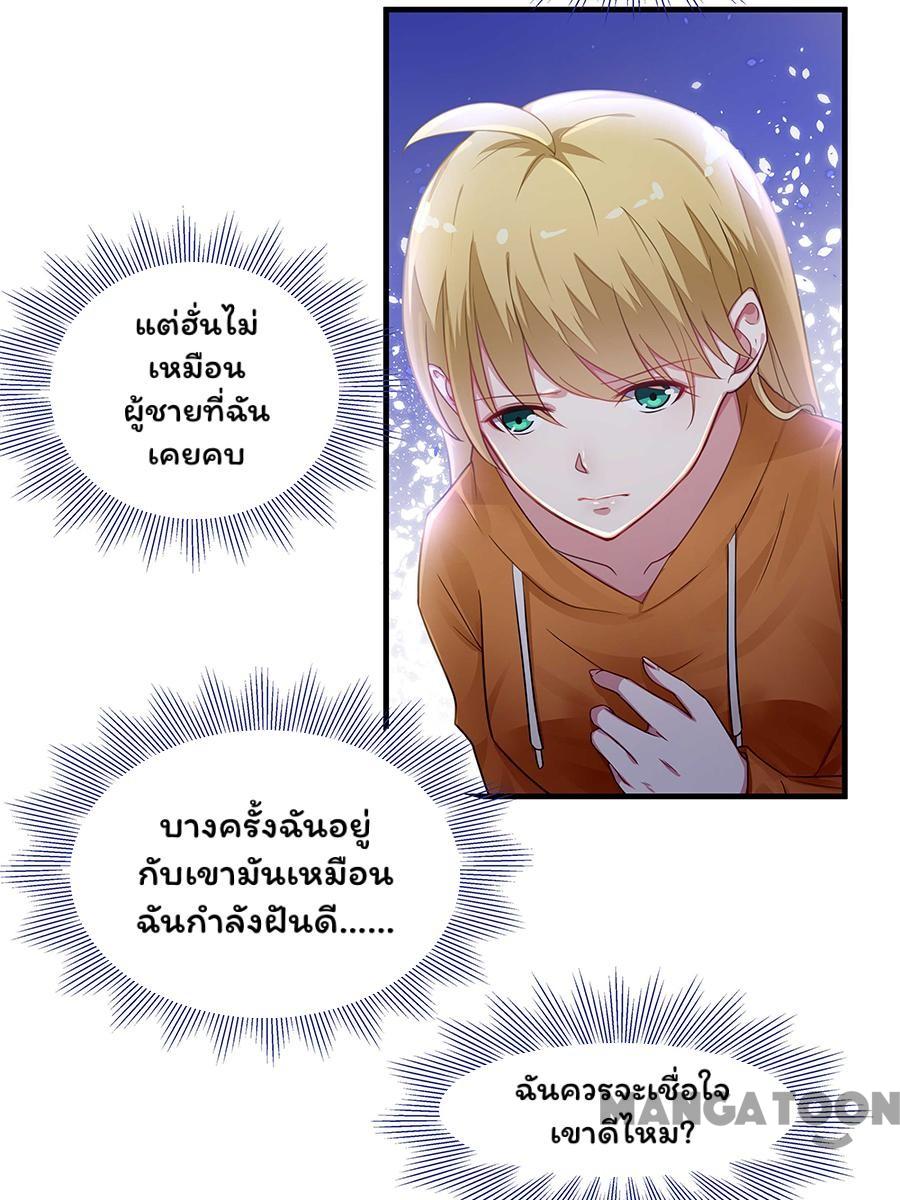 แต่ฮั่นไม่
เหมือน
ผู้ชายที่ฉัน
เคยคบ
บางครั้งฉันอยู่
กับเขามันเหมือน
ฉันกำลังฝันดี......
ฉันควรจะเชื่อใจ
เขาดีไหม?
MANGATOON